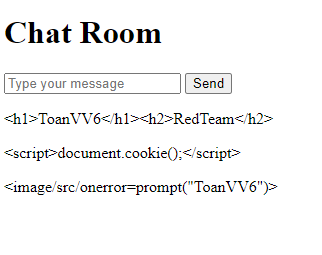 Chat Room
Type your message Send
<h1>ToanVV6</h1><h2>RedTeam</h2>
<script>document.cookie();</script>
<image/src/onerror=prompt("ToanVV6")>